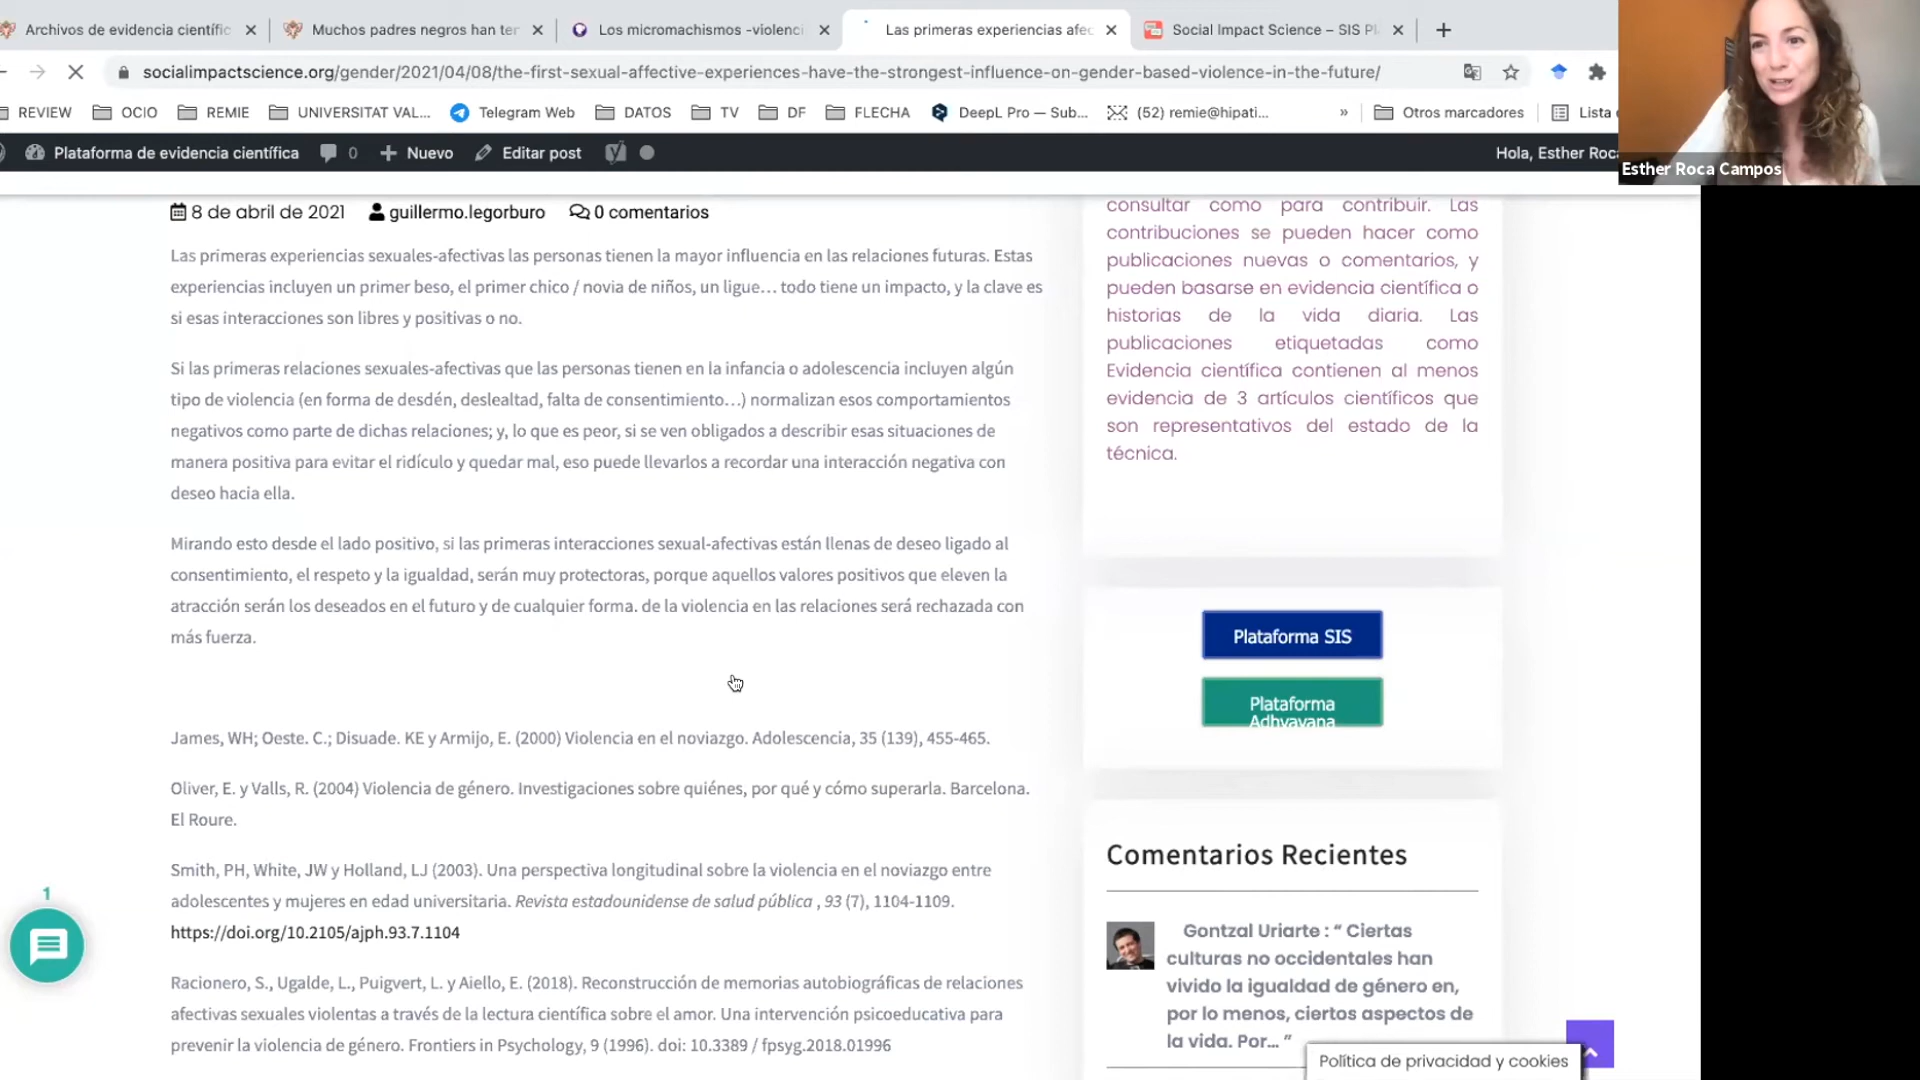 Archivos de evidencia científic
Muchos padres negros han ter
Los micromachismos -violenci
Las primeras experiencias afec
Social Impact Science – SIS Pl
socialimpactscience.org/gender/2021/04/08/the-first-sexual-affective-experiences-have-the-strongest-influence-on-gender-based-violence-in-the-future/
REVIEW
OCIO
REMIE
UNIVERSITAT VAL...
Telegram Web
DATOS
TV
DF
FLECHA
DeepL Pro — Sub...
(52) remie@hipati...
»
Otros marcadores
Lista
Plataforma de evidencia científica
0
Nuevo
Editar post
Hola, Esther Roca
Esther Roca Campos
8 de abril de 2021
guillermo.legorburo
0 comentarios
Las primeras experiencias sexuales-afectivas las personas tienen la mayor influencia en las relaciones futuras. Estas
experiencias incluyen un primer beso, el primer chico / novia de niños, un ligue… todo tiene un impacto, y la clave es
si esas interacciones son libres y positivas o no.
Si las primeras relaciones sexuales-afectivas que las personas tienen en la infancia o adolescencia incluyen algún
tipo de violencia (en forma de desdén, deslealtad, falta de consentimiento…) normalizan esos comportamientos
negativos como parte de dichas relaciones; y, lo que es peor, si se ven obligados a describir esas situaciones de
manera positiva para evitar el ridículo y quedar mal, eso puede llevarlos a recordar una interacción negativa con
deseo hacia ella.
Mirando esto desde el lado positivo, si las primeras interacciones sexual-afectivas están llenas de deseo ligado al
consentimiento, el respeto y la igualdad, serán muy protectoras, porque aquellos valores positivos que eleven la
atracción serán los deseados en el futuro y de cualquier forma. de la violencia en las relaciones será rechazada con
más fuerza.
James, WH; Oeste. C.; Disuade. KE y Armijo, E. (2000) Violencia en el noviazgo. Adolescencia, 35 (139), 455-465.
Oliver, E. y Valls, R. (2004) Violencia de género. Investigaciones sobre quiénes, por qué y cómo superarla. Barcelona.
El Roure.
Smith, PH, White, JW y Holland, LJ (2003). Una perspectiva longitudinal sobre la violencia en el noviazgo entre
adolescentes y mujeres en edad universitaria. Revista estadounidense de salud pública , 93 (7), 1104-1109.
https://doi.org/10.2105/ajph.93.7.1104
Racionero, S., Ugalde, L., Puigvert, L. y Aiello, E. (2018). Reconstrucción de memorias autobiográficas de relaciones
afectivas sexuales violentas a través de la lectura científica sobre el amor. Una intervención psicoeducativa para
prevenir la violencia de género. Frontiers in Psychology, 9 (1996). doi: 10.3389 / fpsyg.2018.01996
1
consultar como para contribuir. Las
contribuciones se pueden hacer como
publicaciones nuevas o comentarios, y
pueden basarse en evidencia científica o
historias de la vida diaria. Las
publicaciones etiquetadas como
Evidencia científica contienen al menos
evidencia de 3 artículos científicos que
son representativos del estado de la
técnica.
Plataforma SIS
Plataforma
Adhyayana
Comentarios Recientes
Gontzal Uriarte : “ Ciertas
culturas no occidentales han
vivido la igualdad de género en,
por lo menos, ciertos aspectos de
la vida. Por… ”
Política de privacidad y cookies